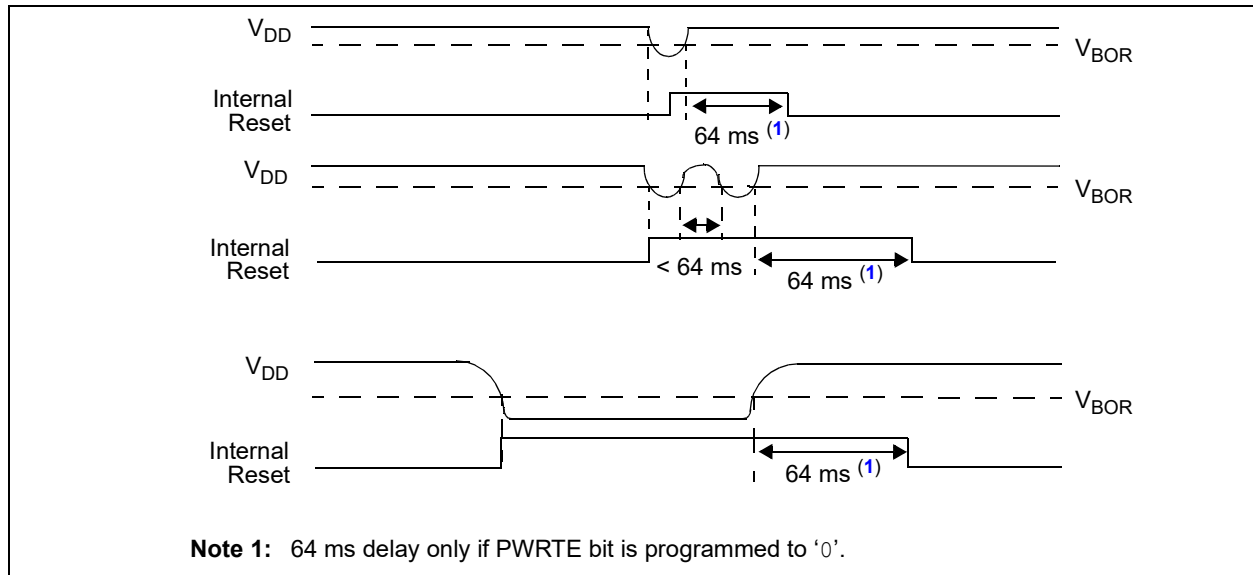 VDD
VBOR
Internal
Reset
64 ms (1)
VDD
VBOR
Internal
Reset
< 64 ms
64 ms (1)
VDD
VBOR
Internal
Reset
64 ms (1)
Note 1: 64 ms delay only if PWRTE bit is programmed to ‘0’.